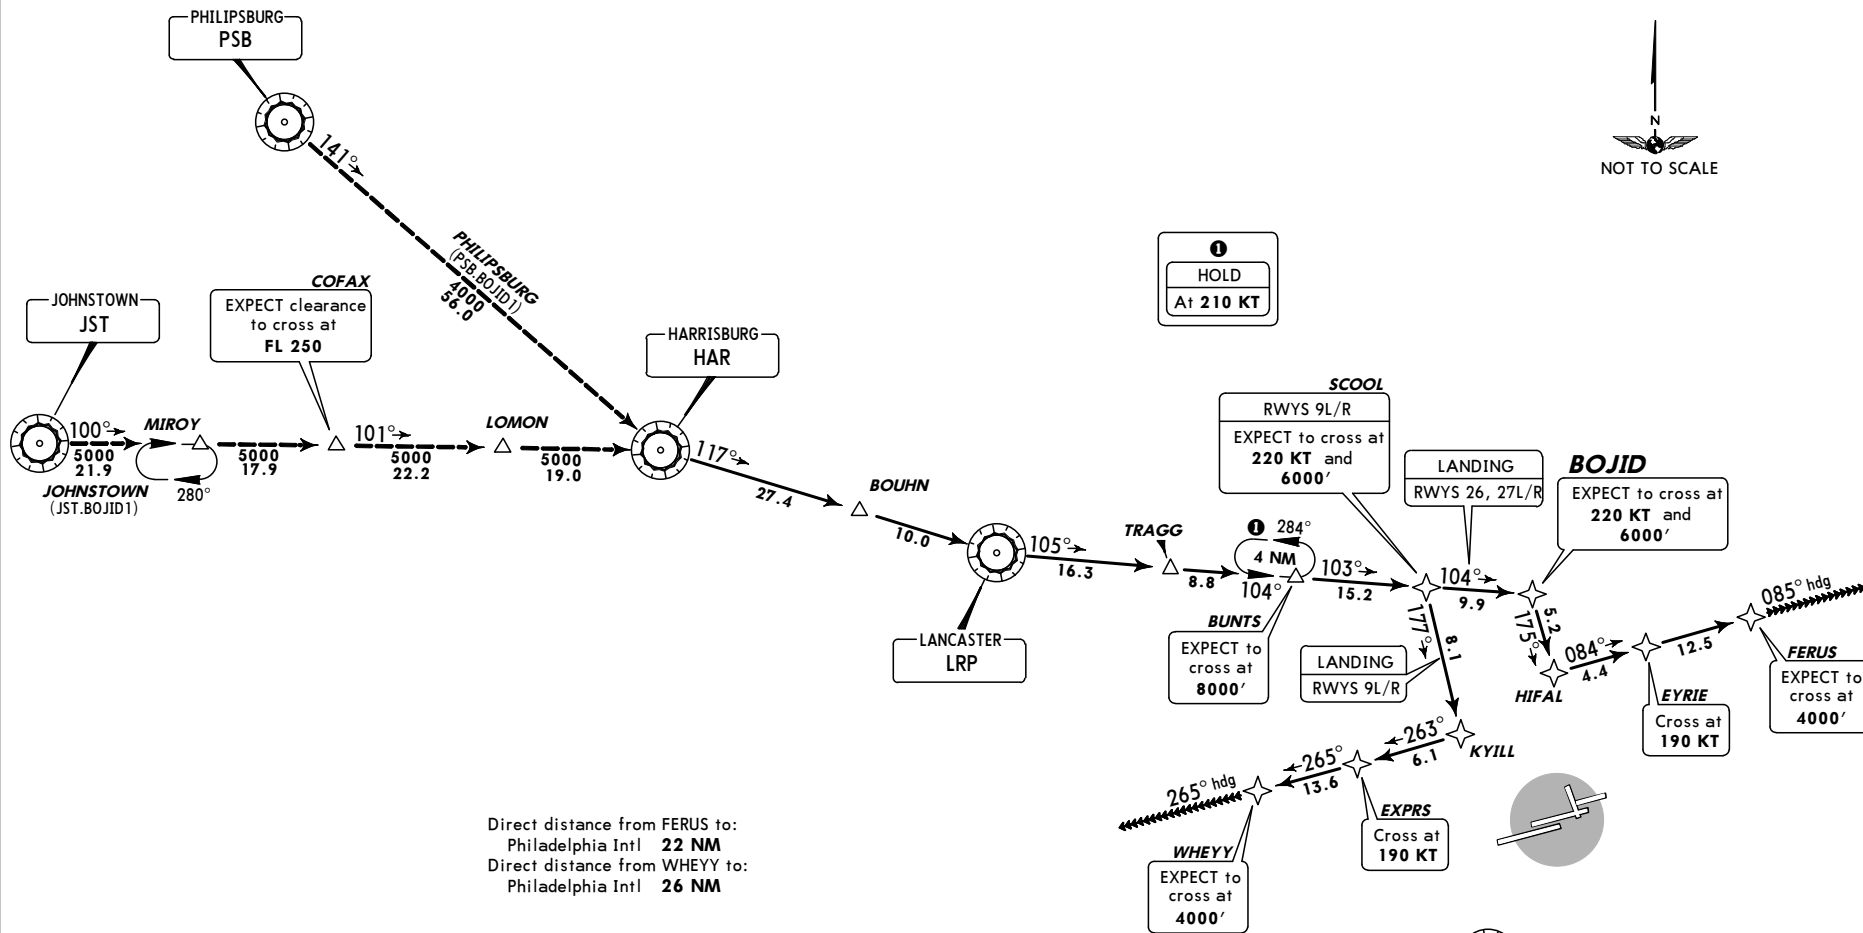 PHILIPSBURG
PSB
141°
PHILIPSBURG
(PSB.BOJID1)
4000
56.0
N
NOT TO SCALE
1
HOLD
At 210 KT
JOHNSTOWN
JST
COFAX
EXPECT clearance
to cross at
FL 250
HARRISBURG
HAR
100°
5000
21.9
JOHNSTOWN
(JST.BOJID1)
MIROY
280°
5000
17.9
101°
5000
22.2
LOMON
5000
19.0
117°
27.4
BOUHN
10.0
LANCASTER
LRP
105°
16.3
TRAGG
8.8
1 284°
4 NM
104°
BUNTS
EXPECT to
cross at
8000'
103°
15.2
SCOOL
RWYS 9L/R
EXPECT to cross at
220 KT and
6000'
LANDING
RWYS 26, 27L/R
104°
9.9
BOJID
EXPECT to cross at
220 KT and
6000'
177°
8.1
LANDING
RWYS 9L/R
175°
5.2
HIFAL
084°
4.4
EYRIE
Cross at
190 KT
12.5
085° hdg
FERUS
EXPECT to
cross at
4000'
KYILL
263°
6.1
EXPRS
Cross at
190 KT
265°
13.6
265° hdg
WHEYY
EXPECT to
cross at
4000'
Direct distance from FERUS to:
Philadelphia Intl 22 NM
Direct distance from WHEYY to:
Philadelphia Intl 26 NM